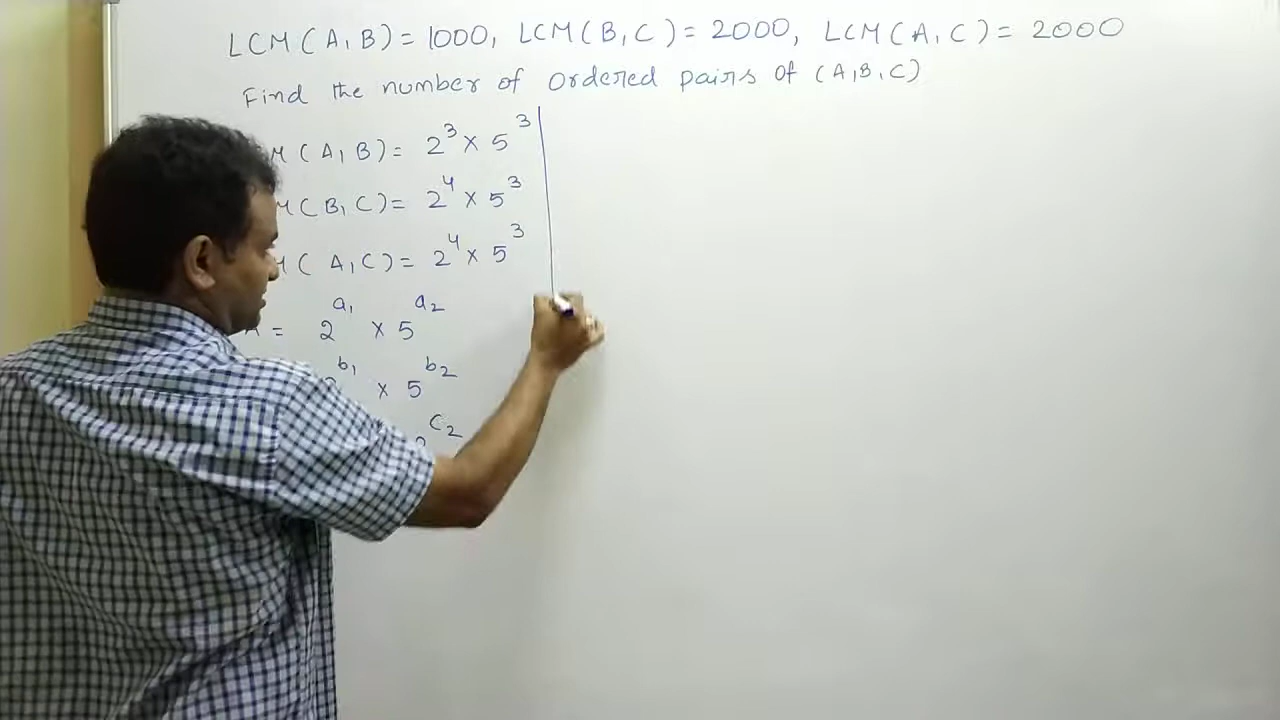 LCM(A,B) = 1000, LCM(B,C) = 2000, LCM(A,C) = 2000
Find the number of ordered pairs of (A,B,C)
M(A,B) = 2³ × 5³
M(B,C) = 2⁴ × 5³
M(A,C) = 2⁴ × 5³
= 2^a₁ × 5^a₂
b₁ × 5^b₂
c₂